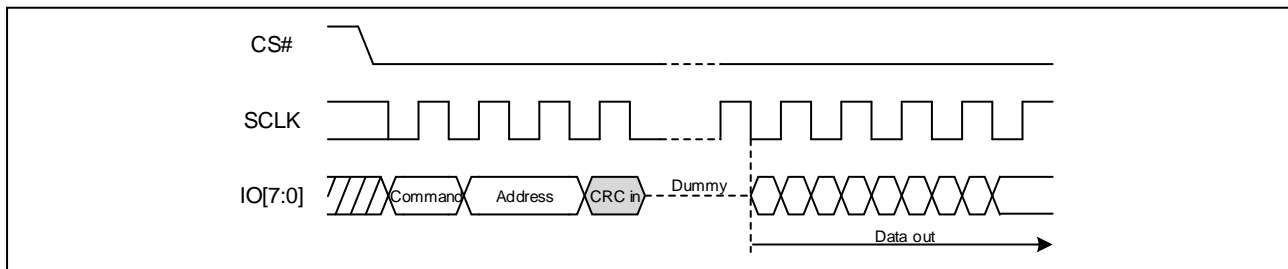 CS#
SCLK
IO[7:0]
Command
Address
CRC in
Dummy
Data out